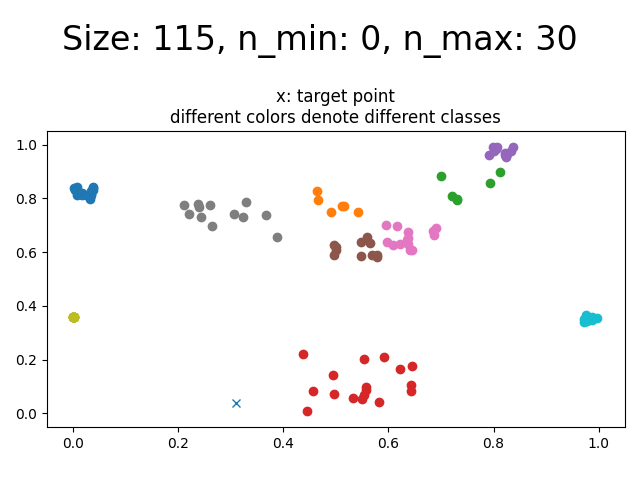 Size: 115, n_min: 0, n_max: 30
x: target point
different colors denote different classes
1.0
0.8
0.6
0.4
0.2
0.0
0.0 0.2 0.4 0.6 0.8 1.0